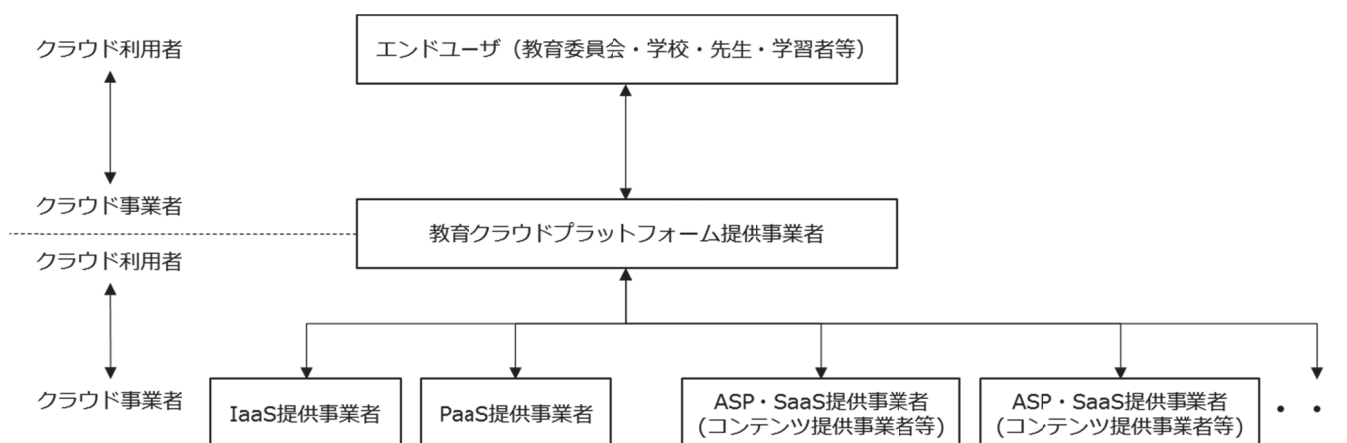 クラウド利用者
エンドユーザ（教育委員会・学校・先生・学習者等）
クラウド事業者
教育クラウドプラットフォーム提供事業者
クラウド利用者
クラウド事業者
IaaS提供事業者
PaaS提供事業者
ASP・SaaS提供事業者
(コンテンツ提供事業者等)
ASP・SaaS提供事業者
(コンテンツ提供事業者等)
・・